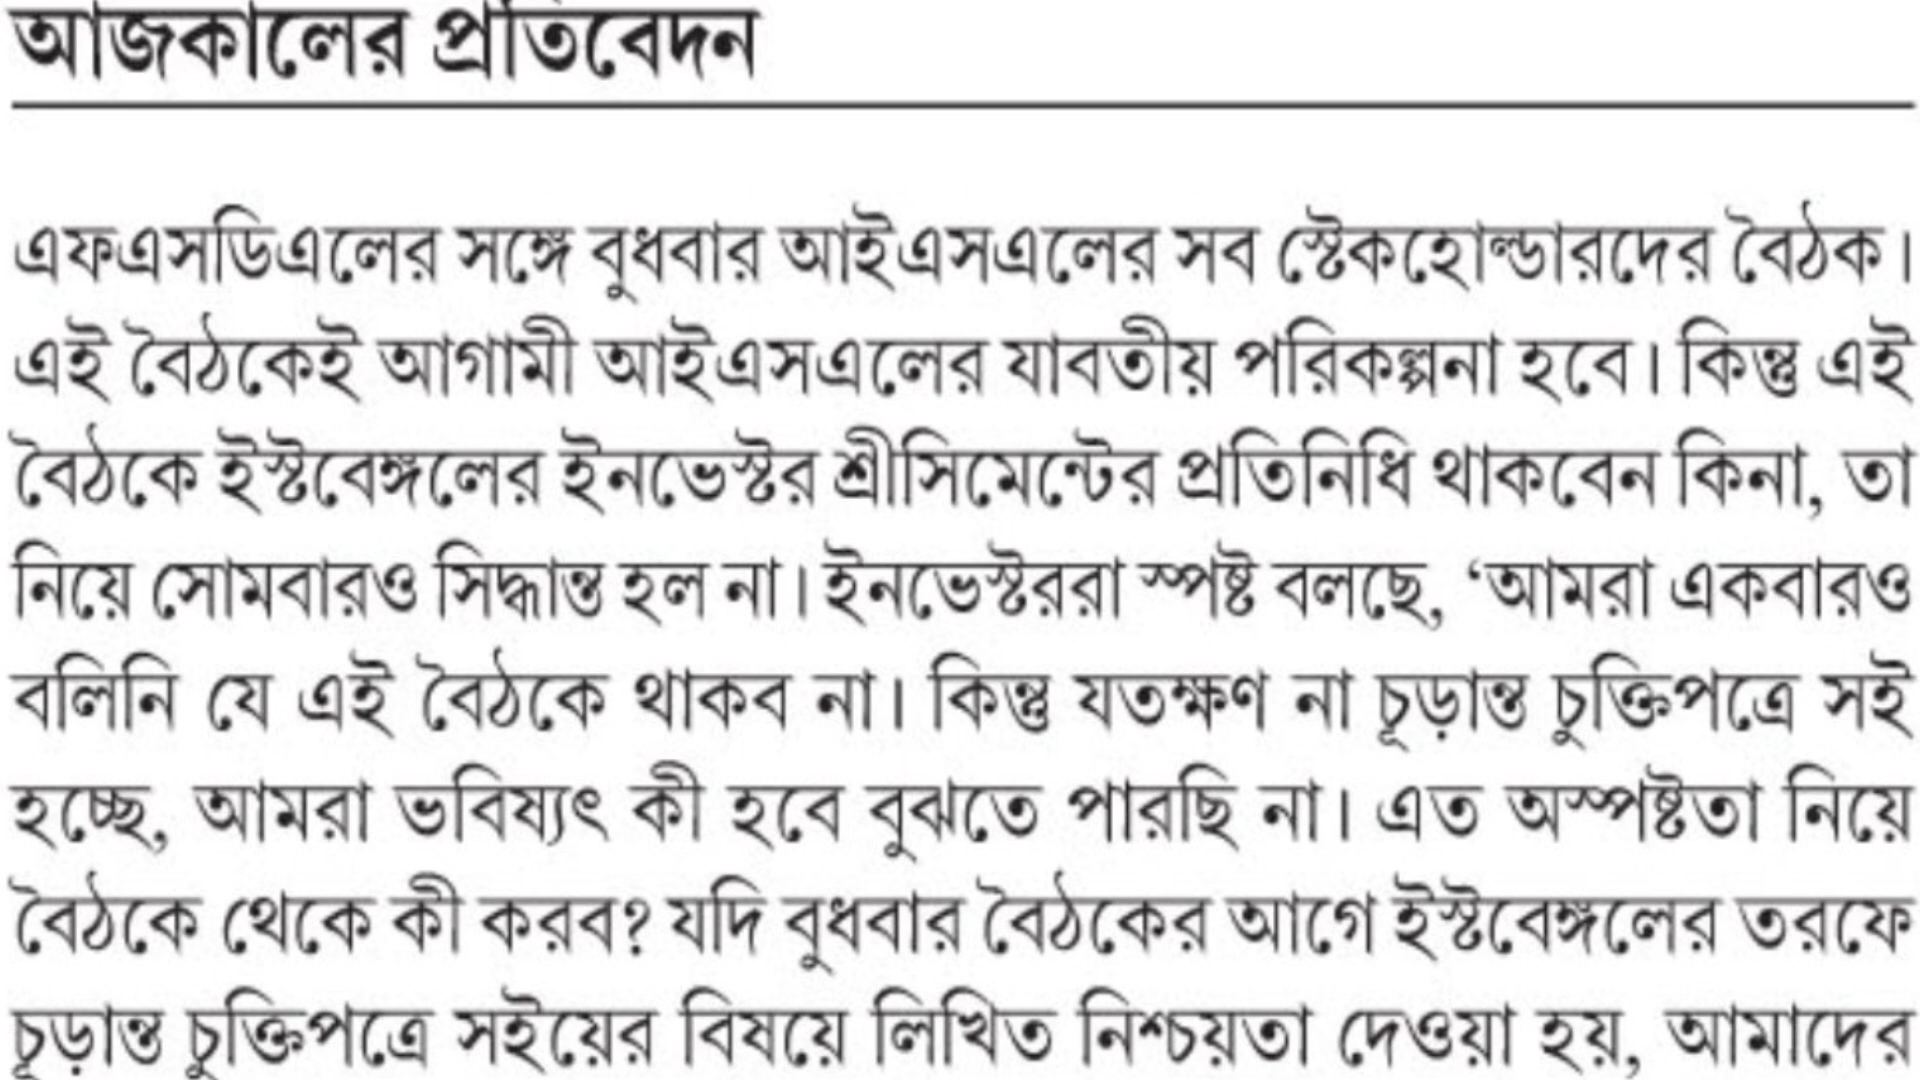 আজকালের প্রতিবেদন
এফএসডিএলের সঙ্গে বুধবার আইএসএলের সব স্টেকহোল্ডারদের বৈঠক।
এই বৈঠকেই আগামী আইএসএলের যাবতীয় পরিকল্পনা হবে। কিন্তু এই
বৈঠকে ইস্টবেঙ্গলের ইনভেস্টর শ্রীসিমেন্টের প্রতিনিধি থাকবেন কিনা, তা
নিয়ে সোমবারও সিদ্ধান্ত হল না। ইনভেস্টররা স্পষ্ট বলছে, ‘আমরা একবারও
বলিনি যে এই বৈঠকে থাকব না। কিন্তু যতক্ষণ না চূড়ান্ত চুক্তিপত্রে সই
হচ্ছে, আমরা ভবিষ্যৎ কী হবে বুঝতে পারছি না। এত অস্পষ্টতা নিয়ে
বৈঠকে থেকে কী করব? যদি বুধবার বৈঠকের আগে ইস্টবেঙ্গলের তরফে
চূড়ান্ত চুক্তিপত্রে সইয়ের বিষয়ে লিখিত নিশ্চয়তা দেওয়া হয়, আমাদের